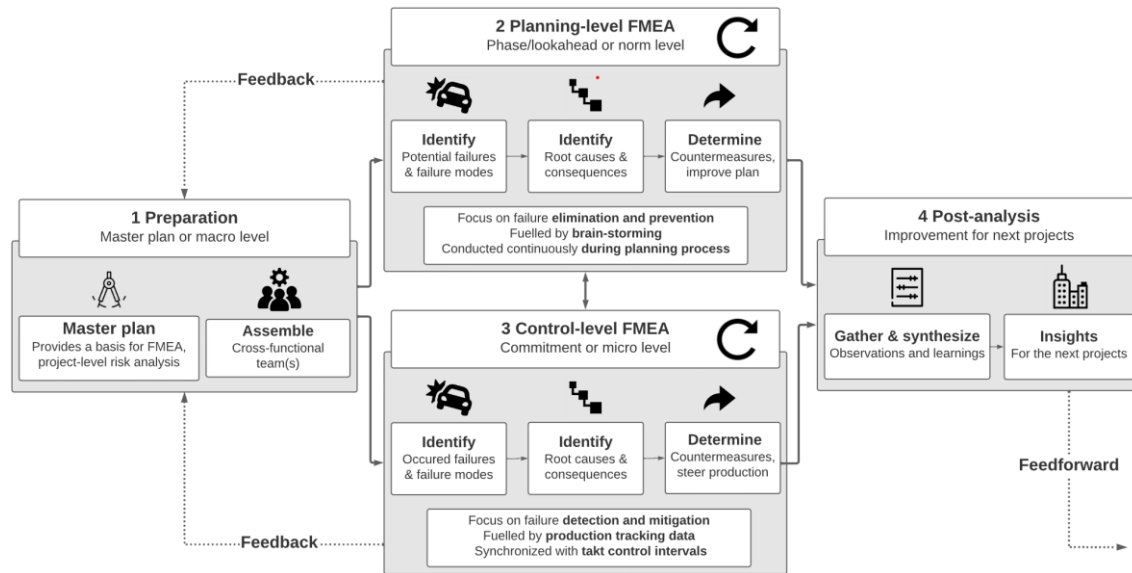 2 Planning-level FMEA
Phase/lookahead or norm level
Feedback
Identify
Potential failures
& failure modes
Identify
Root causes &
consequences
Determine
Countermeasures,
improve plan
Focus on failure elimination and prevention
Fuelled by brain-storming
Conducted continuously during planning process
1 Preparation
Master plan or macro level
Master plan
Provides a basis for FMEA,
project-level risk analysis
Assemble
Cross-functional
team(s)
3 Control-level FMEA
Commitment or micro level
Identify
Occured failures
& failure modes
Identify
Root causes &
consequences
Determine
Countermeasures,
steer production
Focus on failure detection and mitigation
Fuelled by production tracking data
Synchronized with takt control intervals
Feedback
4 Post-analysis
Improvement for next projects
Gather & synthesize
Observations and learnings
Insights
For the next projects
Feedforward